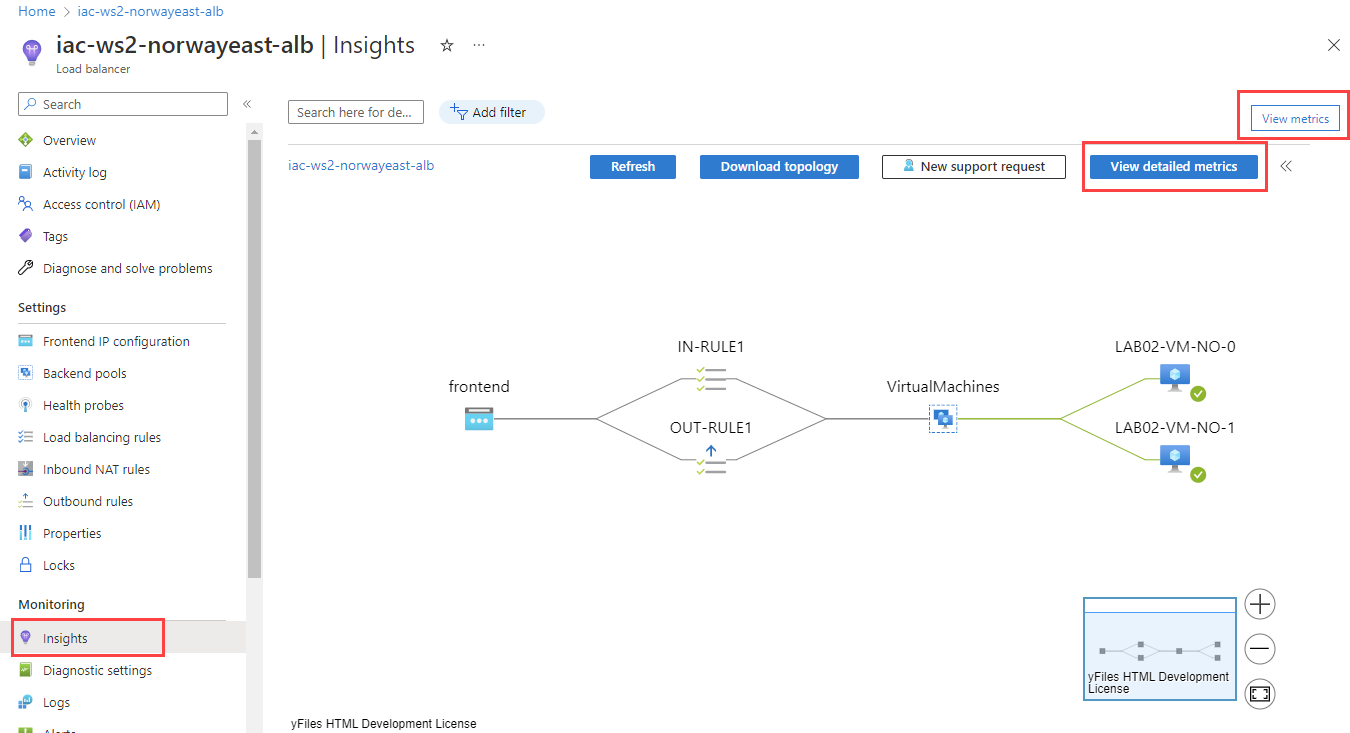 Home > iac-ws2-norwayeast-alb
iac-ws2-norwayeast-alb | Insights ...
Load balancer
Search
Overview
Activity log
Access control (IAM)
Tags
Diagnose and solve problems
Settings
Frontend IP configuration
Backend pools
Health probes
Load balancing rules
Inbound NAT rules
Outbound rules
Properties
Locks
Monitoring
Insights
Diagnostic settings
Logs
Alerts
Search here for de...
Add filter
View metrics
iac-ws2-norwayeast-alb
Refresh
Download topology
New support request
View detailed metrics
frontend
IN-RULE1
OUT-RULE1
VirtualMachines
LAB02-VM-NO-0
LAB02-VM-NO-1
yFiles HTML Development
License
yFiles HTML Development License